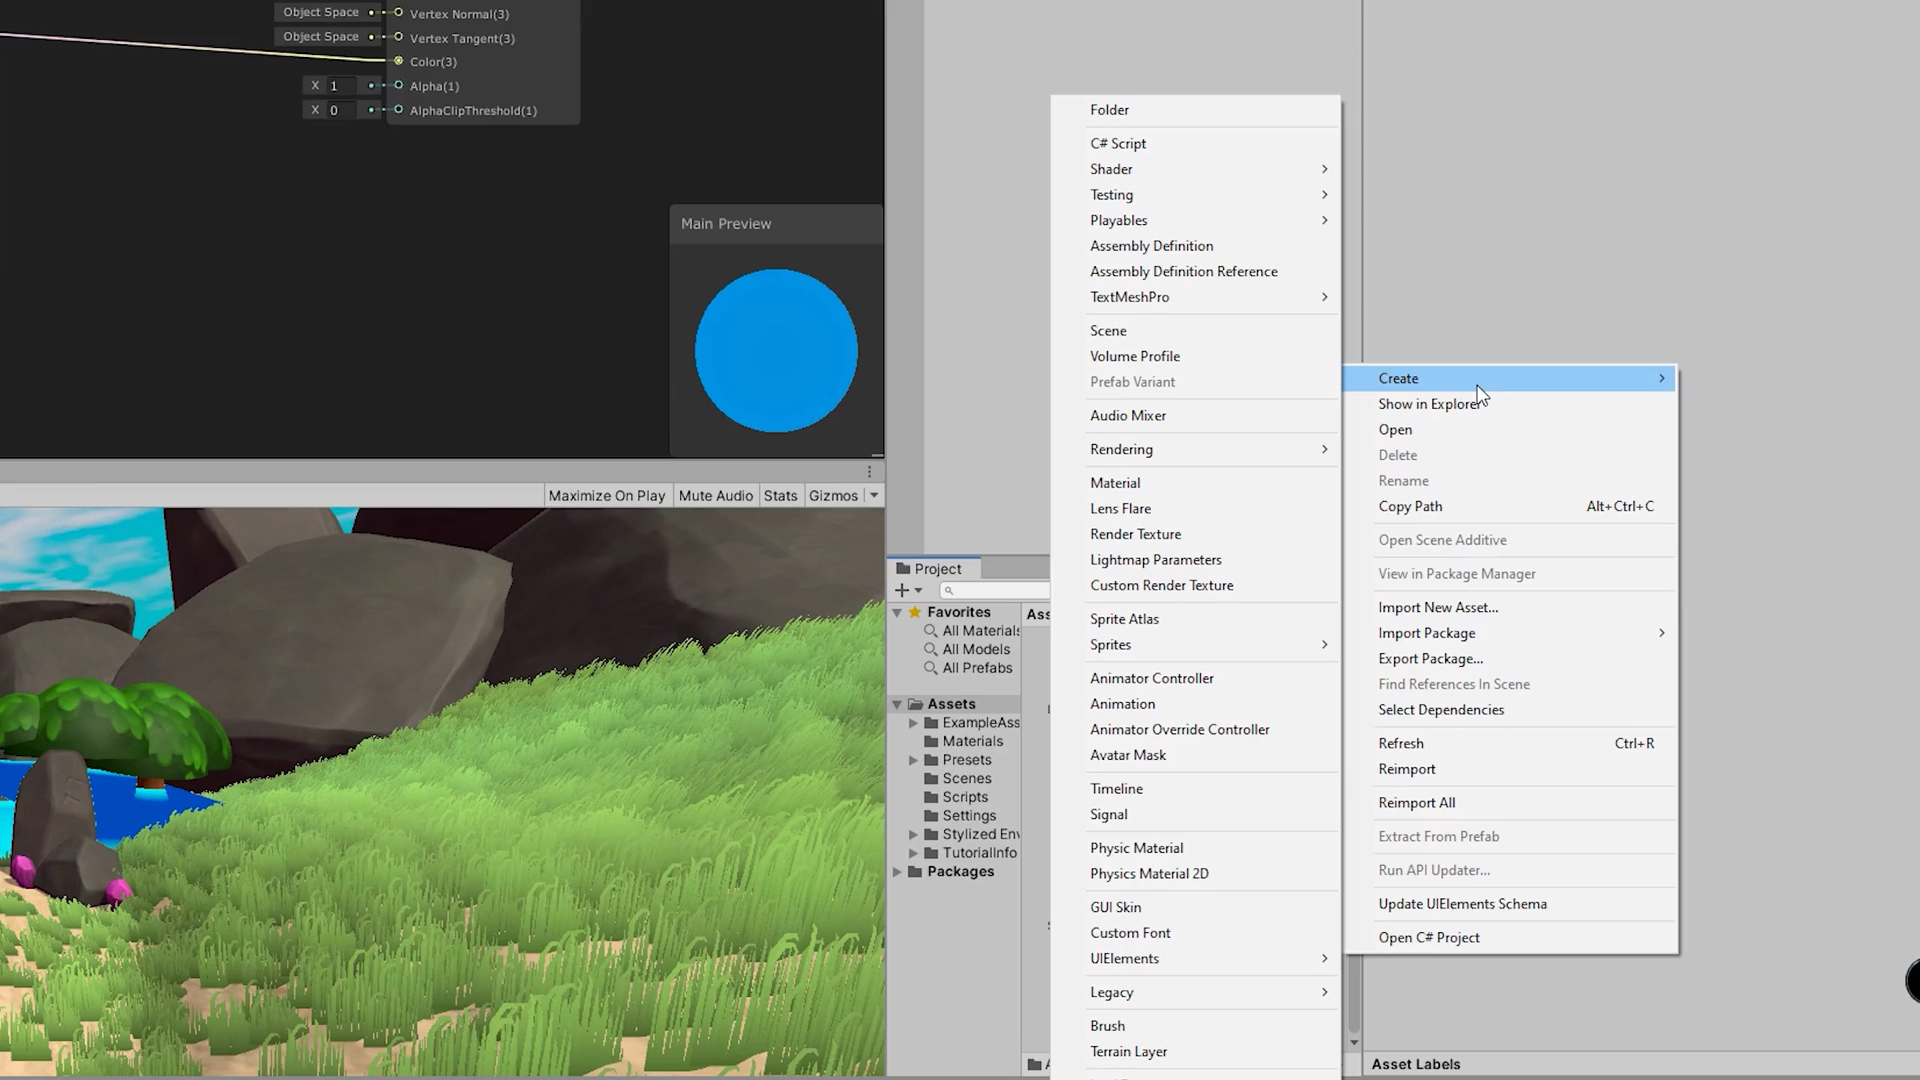 Object Space
Vertex Normal(3)
Object Space
Vertex Tangent(3)
Color(3)
X 1
Alpha(1)
X 0
AlphaClipThreshold(1)
Main Preview
Maximize On Play
Mute Audio
Stats
Gizmos
Project
Favorites
All Materials
All Models
All Prefabs
Assets
ExampleAss
Materials
Presets
Scenes
Scripts
Settings
Stylized Env
TutorialInfo
Packages
Ass
Folder
C# Script
Shader
Testing
Playables
Assembly Definition
Assembly Definition Reference
TextMeshPro
Scene
Volume Profile
Prefab Variant
Audio Mixer
Rendering
Material
Lens Flare
Render Texture
Lightmap Parameters
Custom Render Texture
Sprite Atlas
Sprites
Animator Controller
Animation
Animator Override Controller
Avatar Mask
Timeline
Signal
Physic Material
Physics Material 2D
GUI Skin
Custom Font
UIElements
Legacy
Brush
Terrain Layer
Create
Show in Explorer
Open
Delete
Rename
Copy Path Alt+Ctrl+C
Open Scene Additive
View in Package Manager
Import New Asset...
Import Package
Export Package...
Find References In Scene
Select Dependencies
Refresh Ctrl+R
Reimport
Reimport All
Extract From Prefab
Run API Updater...
Update UIElements Schema
Open C# Project
Asset Labels